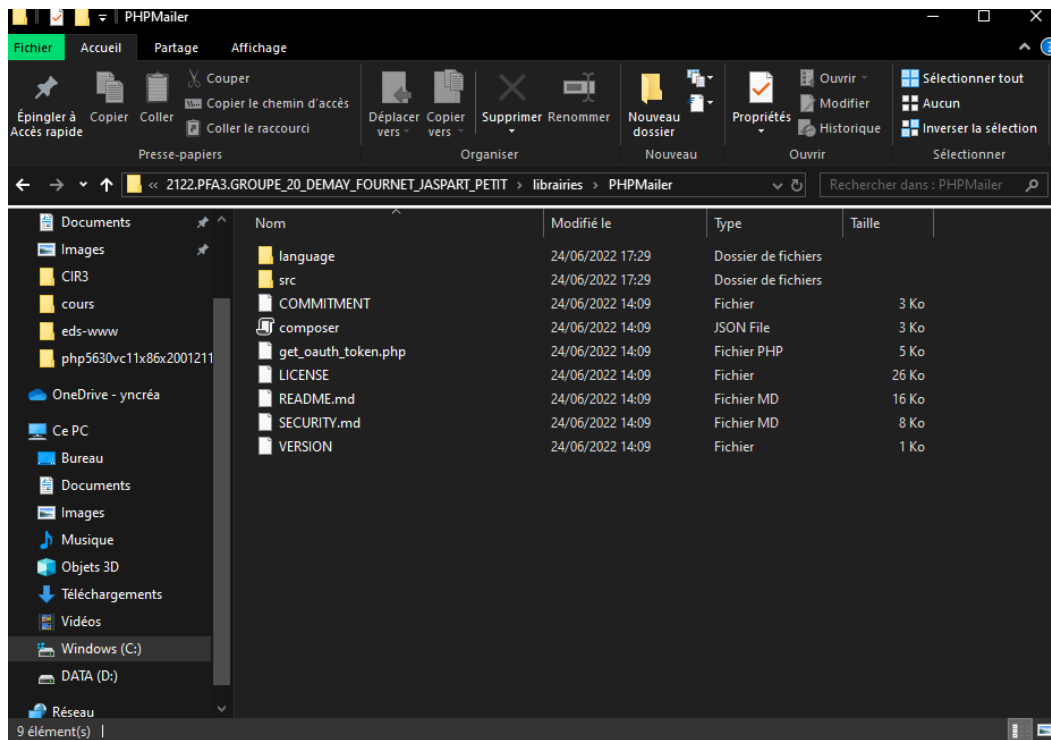 PHPMailer
Fichier Accueil Partage Affichage
Épingler à Accès rapide
Copier
Coller
Couper
Copier le chemin d'accès
Coller le raccourci
Presse-papiers
Déplacer vers
Copier vers
Supprimer
Renommer
Organiser
Nouveau dossier
Nouveau
Propriétés
Ouvrir
Modifier
Historique
Ouvrir
Sélectionner tout
Aucun
Inverser la sélection
Sélectionner
« 2122.PFA3.GROUPE_20_DEMAY_FOURNET_JASPART_PETIT > librairies > PHPMailer
Rechercher dans : PHPMailer
Documents
Images
CIR3
cours
eds-www
php5630vc11x86x2001211
OneDrive - yncréa
Ce PC
Bureau
Documents
Images
Musique
Objets 3D
Téléchargements
Vidéos
Windows (C:)
DATA (D:)
Réseau
Nom Modifié le Type Taille
language 24/06/2022 17:29 Dossier de fichiers
src 24/06/2022 17:29 Dossier de fichiers
COMMITMENT 24/06/2022 14:09 Fichier 3 Ko
composer 24/06/2022 14:09 JSON File 3 Ko
get_oauth_token.php 24/06/2022 14:09 Fichier PHP 5 Ko
LICENSE 24/06/2022 14:09 Fichier 26 Ko
README.md 24/06/2022 14:09 Fichier MD 16 Ko
SECURITY.md 24/06/2022 14:09 Fichier MD 8 Ko
VERSION 24/06/2022 14:09 Fichier 1 Ko
9 élément(s)